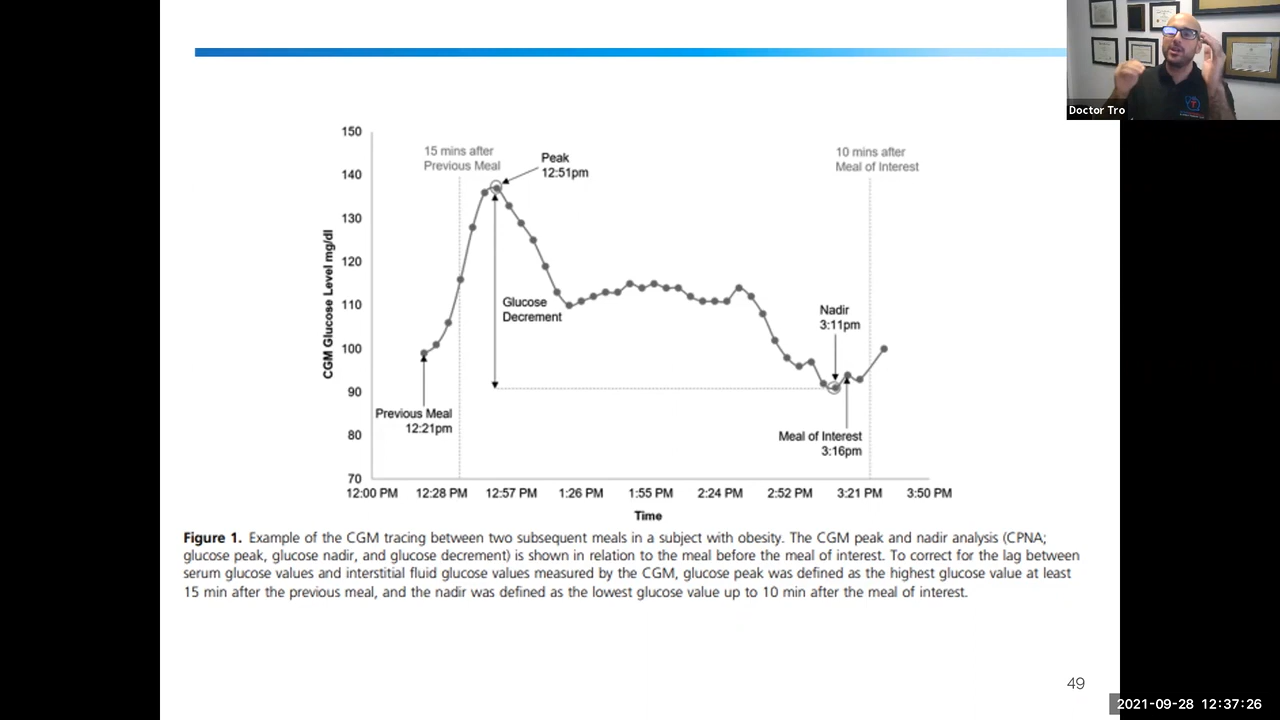 Doctor Tro
150
140
130
120
110
100
90
80
70
CGM Glucose Level mg/dl
15 mins after
Previous Meal
Peak
12:51pm
10 mins after
Meal of Interest
Glucose
Decrement
Nadir
3:11pm
Previous Meal
12:21pm
Meal of Interest
3:16pm
12:00 PM 12:28 PM 12:57 PM 1:26 PM 1:55 PM 2:24 PM 2:52 PM 3:21 PM 3:50 PM
Time
Figure 1. Example of the CGM tracing between two subsequent meals in a subject with obesity. The CGM peak and nadir analysis (CPNA;
glucose peak, glucose nadir, and glucose decrement) is shown in relation to the meal before the meal of interest. To correct for the lag between
serum glucose values and interstitial fluid glucose values measured by the CGM, glucose peak was defined as the highest glucose value at least
15 min after the previous meal, and the nadir was defined as the lowest glucose value up to 10 min after the meal of interest.
49
2021-09-28 12:37:26